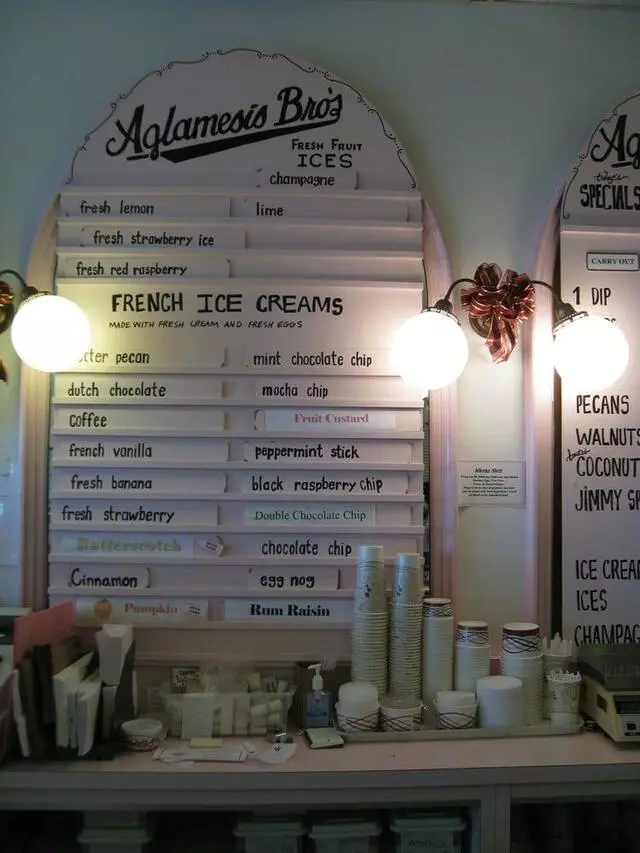 Aglamesis Bro's
FRESH FRUIT
ICES
champagne
fresh lemon
lime
fresh strawberry ice
fresh red raspberry
FRENCH ICE CREAMS
MADE WITH FRESH CREAM AND FRESH EGGS
pecan
mint chocolate chip
dutch chocolate
mocha chip
coffee
Fruit Custard
french vanilla
peppermint stick
fresh banana
black raspberry chip
fresh strawberry
Double Chocolate Chip
Butterscotch
chocolate chip
Cinnamon
egg nog
Pumpkin
Rum Raisin
Ag
today's
SPECIALS
CARRY OUT
1 DIP
PECANS
WALNUTS
toasted
COCONUT
JIMMY SP
ICE CREAM
ICES
CHAMPAG